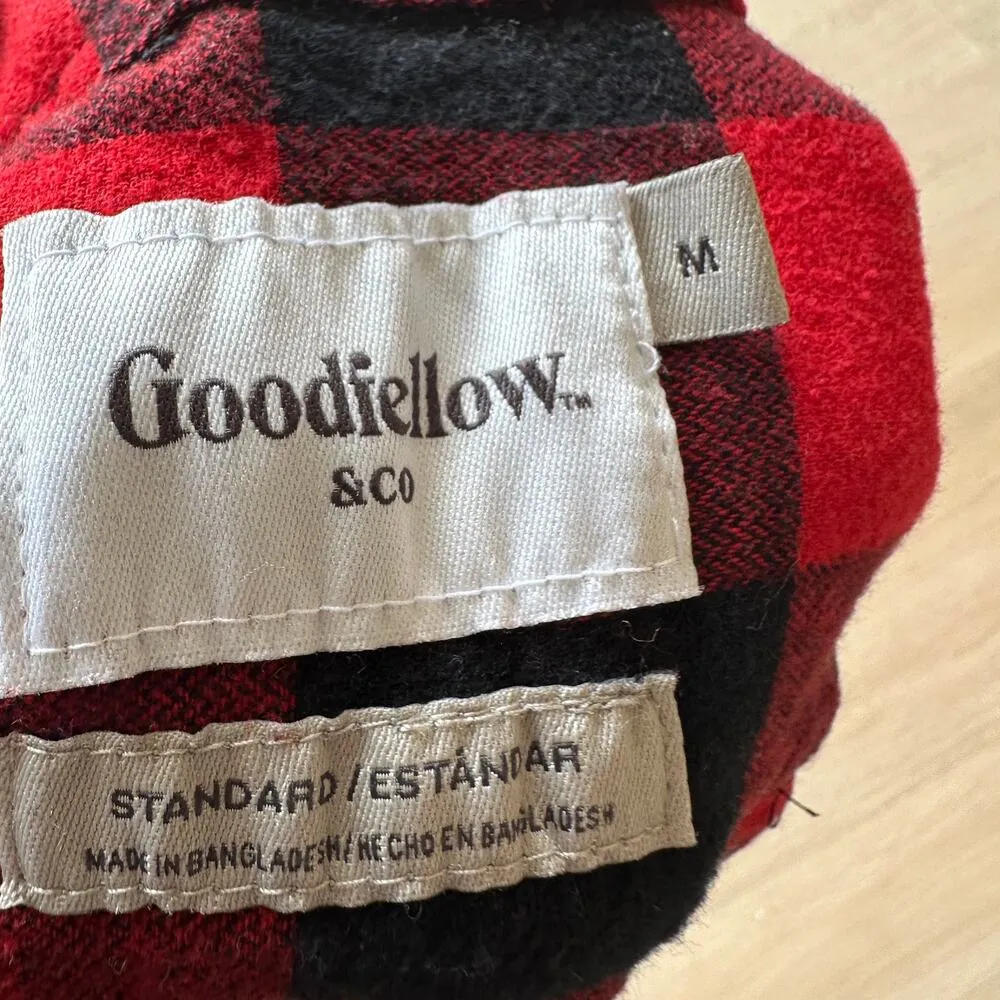 M
Goodfellow™
&CO
STANDARD / ESTÁNDAR
MADE IN BANGLADESH / HECHO EN BANGLADESH